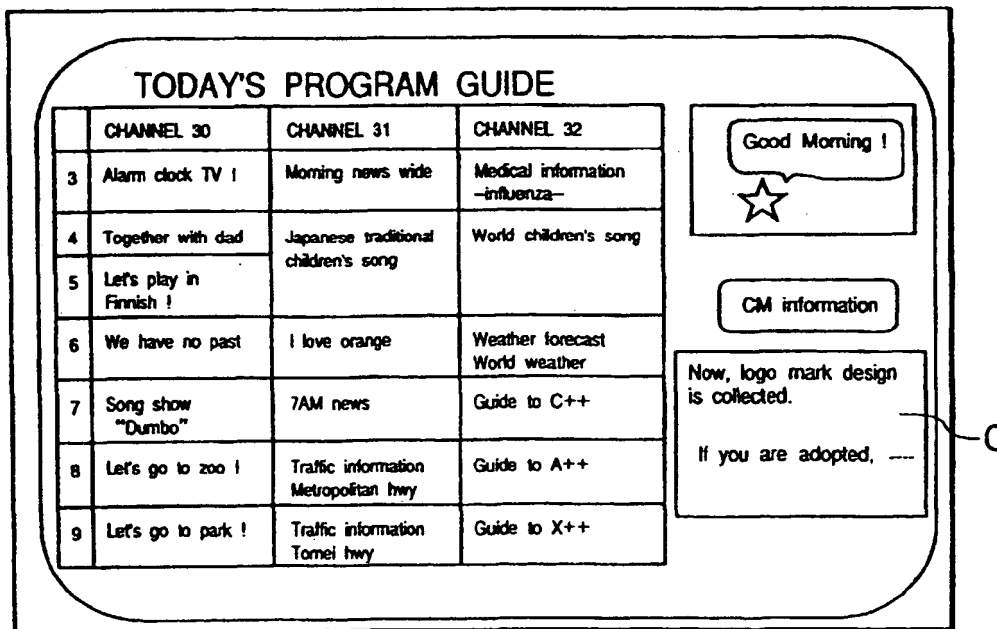 TODAY'S PROGRAM GUIDE
CHANNEL 30 CHANNEL 31 CHANNEL 32
3 Alarm clock TV ! Morning news wide Medical information
-influenza-
4 Together with dad Japanese traditional World children's song
children's song
5 Let's play in
Finnish !
6 We have no past I love orange Weather forecast
World weather
7 Song show 7AM news Guide to C++
"Dumbo"
8 Let's go to zoo ! Traffic information Guide to A++
Metropolitan hwy
9 Let's go to park ! Traffic information Guide to X++
Tomei hwy
Good Morning !
CM information
Now, logo mark design
is collected.
If you are adopted, ----